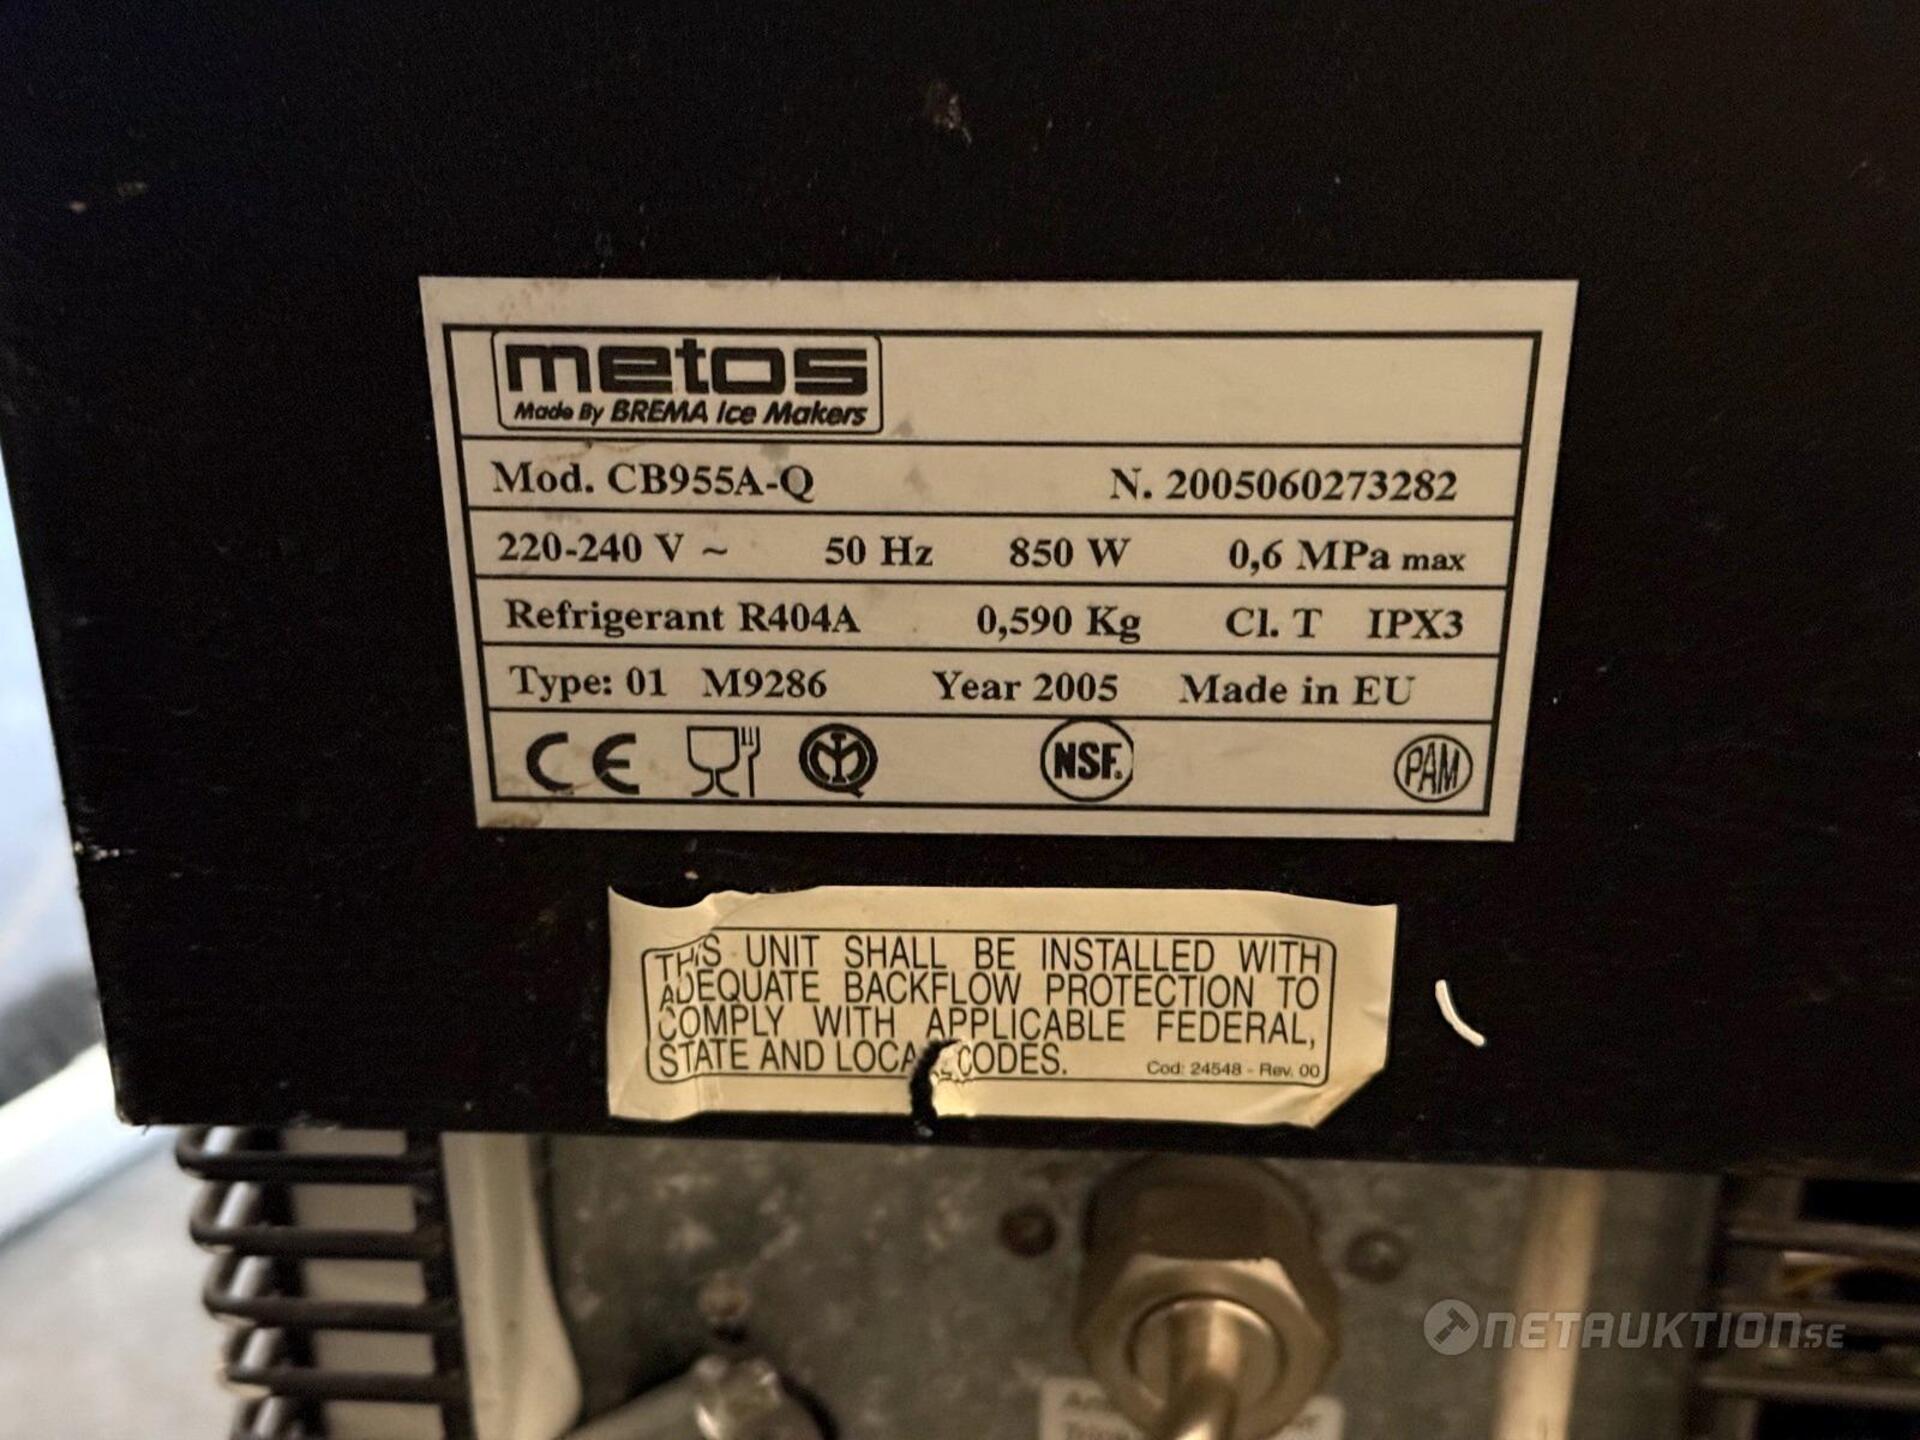 metos
Made By BREMA Ice Makers
Mod. CB955A-Q N. 2005060273282
220-240 V ~ 50 Hz 850 W 0,6 MPa max
Refrigerant R404A 0,590 Kg Cl. T IPX3
Type: 01 M9286 Year 2005 Made in EU
CE NSF. PAM
THIS UNIT SHALL BE INSTALLED WITH
ADEQUATE BACKFLOW PROTECTION TO
COMPLY WITH APPLICABLE FEDERAL,
STATE AND LOCAL CODES. Cod: 24548 - Rev. 00
NETAUKTION.SE